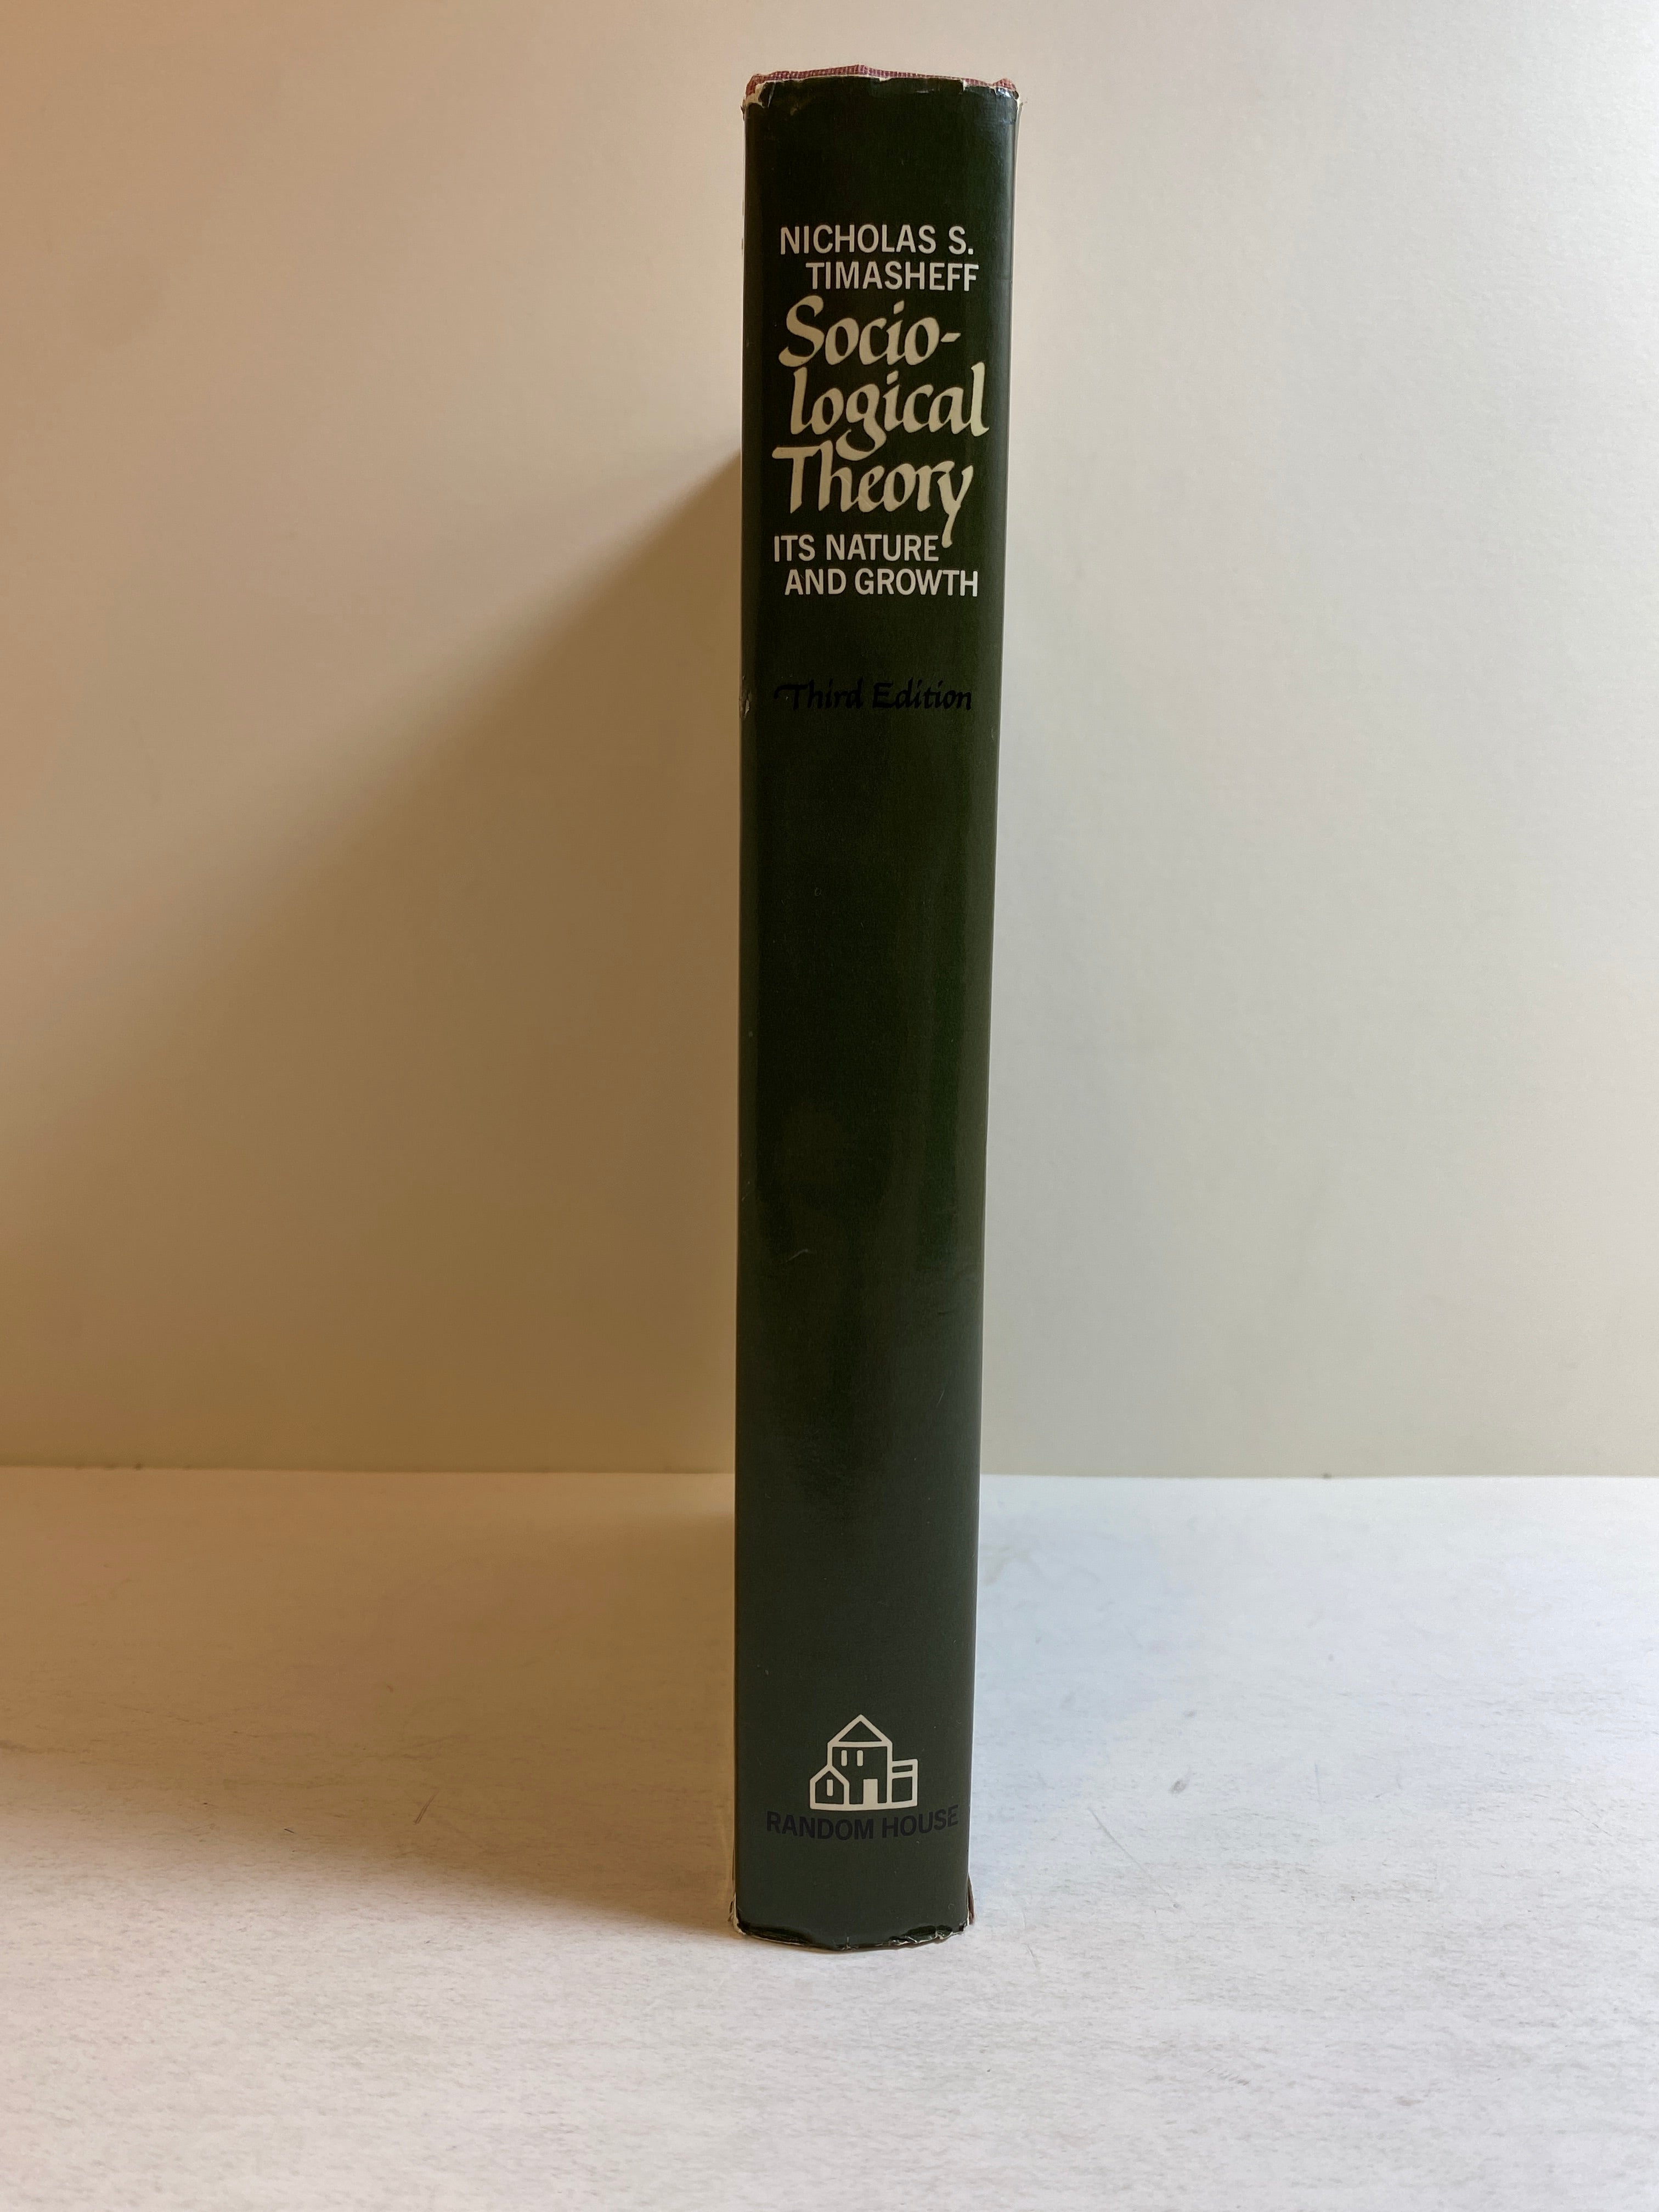 NICHOLAS S.
TIMASHEFF
Socio-
logical
Theory
ITS NATURE
AND GROWTH
Third Edition
RANDOM HOUSE